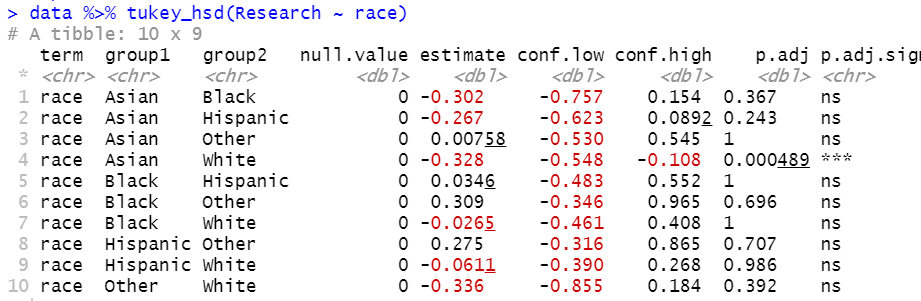 > data %>% tukey_hsd(Research ~ race)
# A tibble: 10 x 9
term group1 group2 null.value estimate conf.low conf.high p.adj p.adj.sign
* <chr> <chr> <chr> <dbl> <dbl> <dbl> <dbl> <dbl> <chr>
1 race Asian Black 0 -0.302 -0.757 0.154 0.367 ns
2 race Asian Hispanic 0 -0.267 -0.623 0.0892 0.243 ns
3 race Asian Other 0 0.00758 -0.530 0.545 1 ns
4 race Asian White 0 -0.328 -0.548 -0.108 0.000489 ***
5 race Black Hispanic 0 0.0346 -0.483 0.552 1 ns
6 race Black Other 0 0.309 -0.346 0.965 0.696 ns
7 race Black White 0 -0.0265 -0.461 0.408 1 ns
8 race Hispanic Other 0 0.275 -0.316 0.865 0.707 ns
9 race Hispanic White 0 -0.0611 -0.390 0.268 0.986 ns
10 race Other White 0 -0.336 -0.855 0.184 0.392 ns